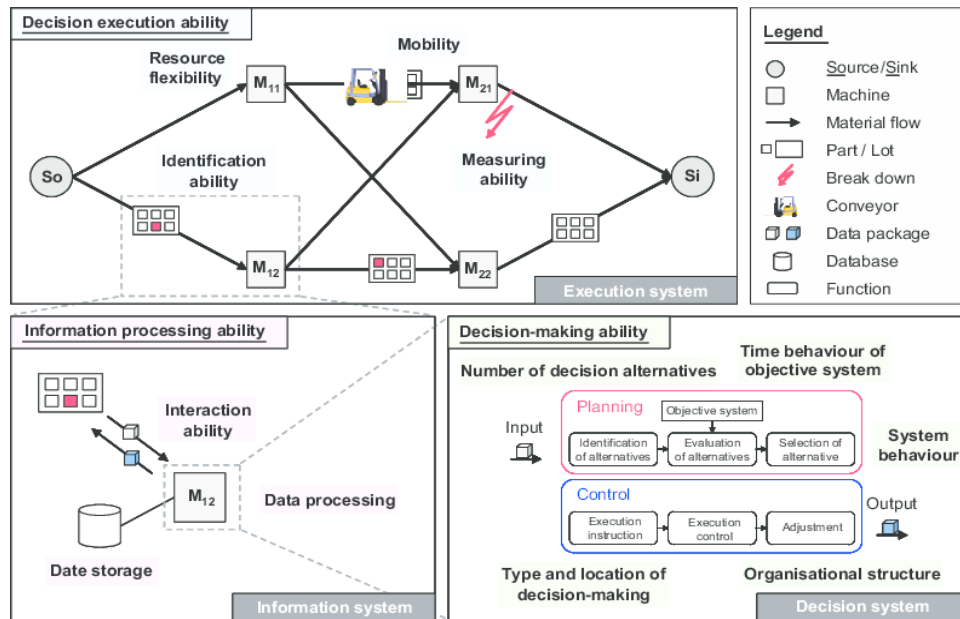 Decision execution ability
Resource
flexibility
Mobility
M11
M21
Identification
ability
Measuring
ability
So
Si
M12
M22
Execution system
Legend
Source/Sink
Machine
Material flow
Part / Lot
Break down
Conveyor
Data package
Database
Function
Information processing ability
Interaction
ability
M12
Data processing
Date storage
Information system
Decision-making ability
Number of decision alternatives
Time behaviour of
objective system
Planning
Objective system
Input
Identification
of alternatives
Evaluation
of alternatives
Selection of
alternative
System
behaviour
Control
Execution
instruction
Execution
control
Adjustment
Output
Type and location of
decision-making
Organisational structure
Decision system